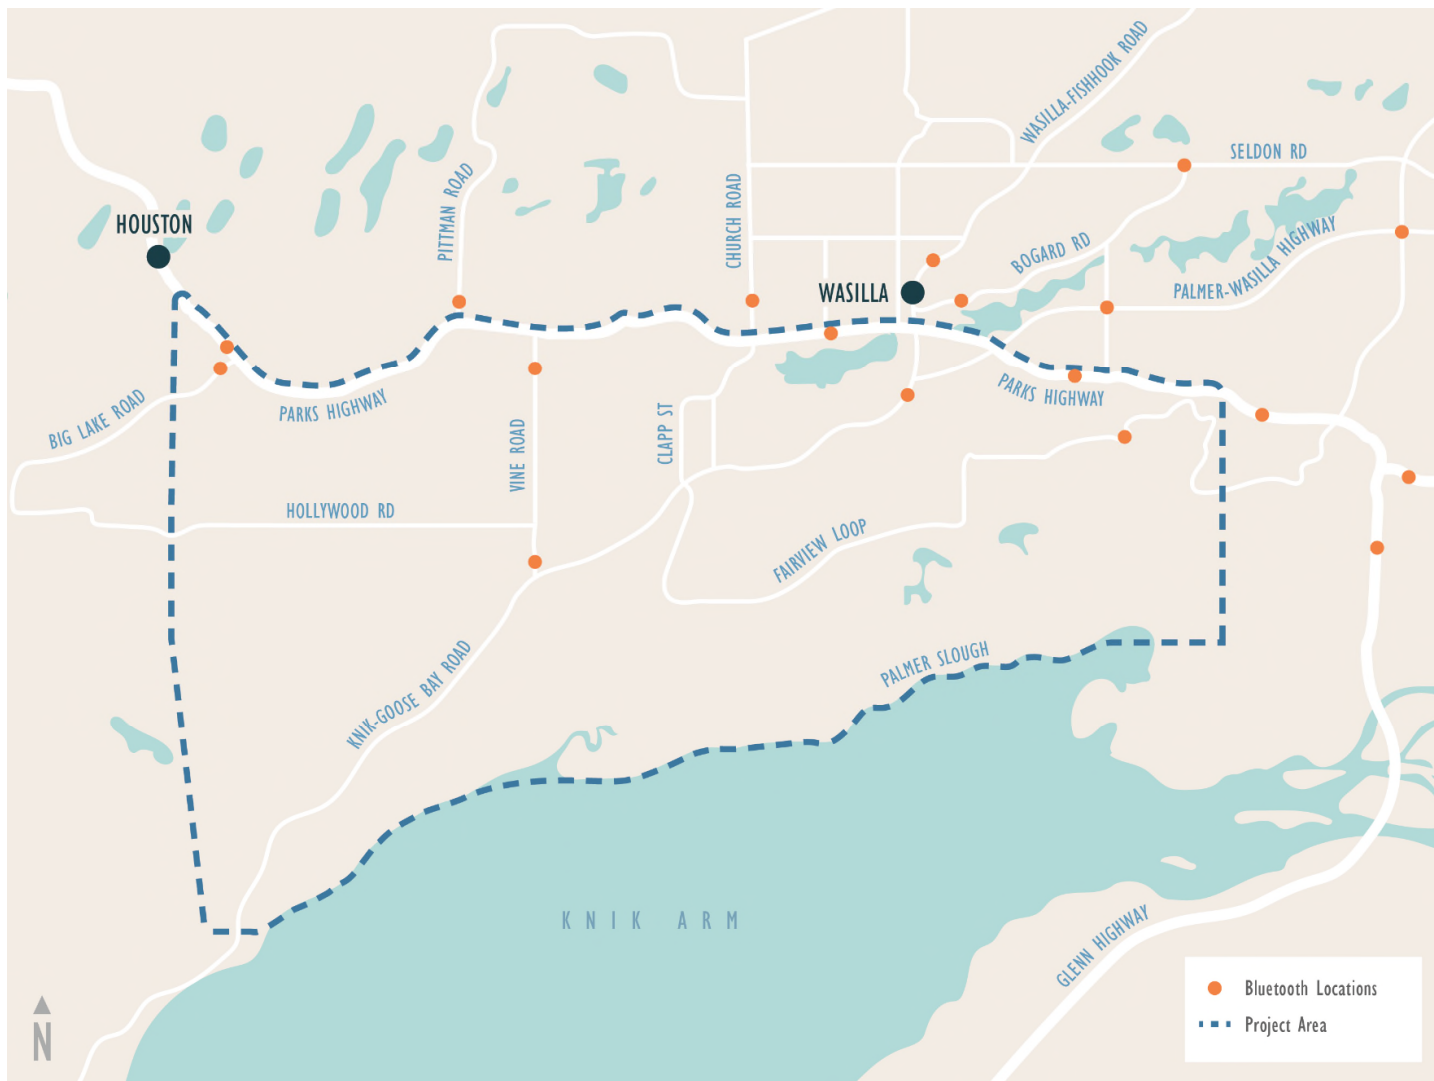 WASILLA-FISHHOOK ROAD
SELDON RD
PITTMAN ROAD
CHURCH ROAD
HOUSTON
BOGARD RD
PALMER-WASILLA HIGHWAY
WASILLA
BIG LAKE ROAD
PARKS HIGHWAY
PARKS HIGHWAY
VINE ROAD
CLAPP ST
HOLLYWOOD RD
FAIRVIEW LOOP
KNIK-GOOSE BAY ROAD
PALMER SLOUGH
KNIK ARM
GLENN HIGHWAY
N
Bluetooth Locations
Project Area